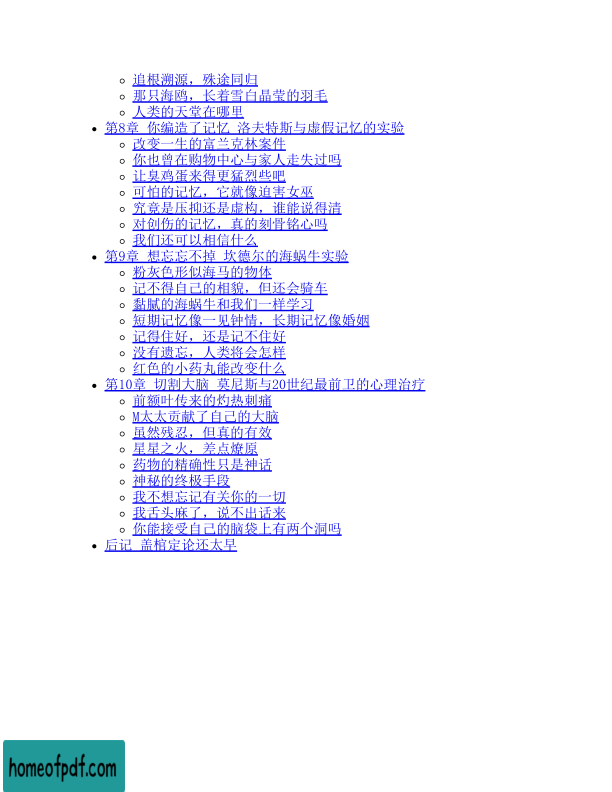 追根溯源，殊途同归
那只海鸥，长着雪白晶莹的羽毛
人类的天堂在哪里
第8章 你编造了记忆 洛夫特斯与虚假记忆的实验
改变一生的富兰克林案件
你也曾在购物中心与家人走失过吗
让臭鸡蛋来得更猛烈些吧
可怕的记忆，它就像迫害女巫
究竟是压抑还是虚构，谁能说得清
对创伤的记忆，真的刻骨铭心吗
我们还可以相信什么
第9章 想忘忘不掉 坎德尔的海蜗牛实验
粉灰色形似海马的物体
记不得自己的相貌，但还会骑车
黏腻的海蜗牛和我们一样学习
短期记忆像一见钟情，长期记忆像婚姻
记得住好，还是记不住好
没有遗忘，人类将会怎样
红色的小药丸能改变什么
第10章 切割大脑 莫尼斯与20世纪最前卫的心理治疗
前额叶传来的灼热刺痛
M太太贡献了自己的大脑
虽然残忍，但真的有效
星星之火，差点燎原
药物的精确性只是神话
神秘的终极手段
我不想忘记有关你的一切
我舌头麻了，说不出话来
你能接受自己的脑袋上有两个洞吗
后记 盖棺定论还太早
homeofpdf.com